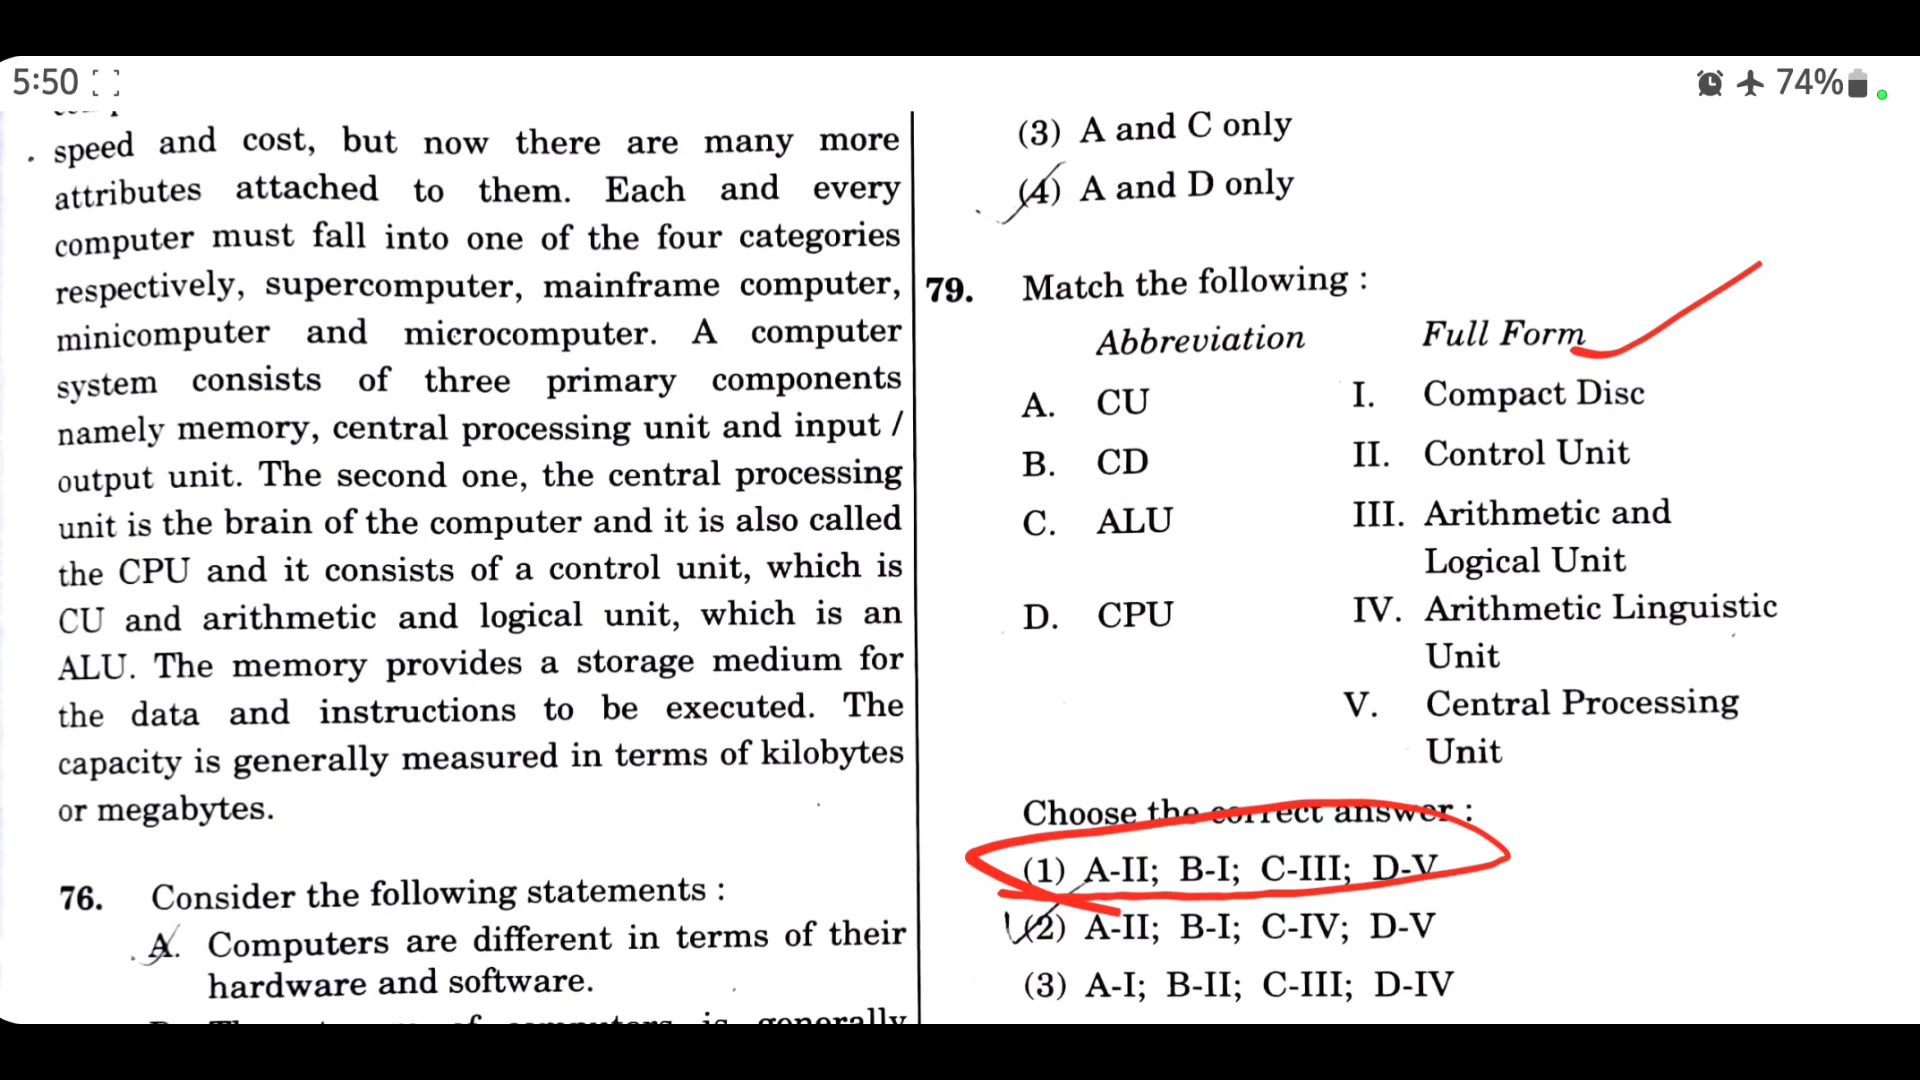 5:50
74%
speed and cost, but now there are many more
attributes attached to them. Each and every
computer must fall into one of the four categories
respectively, supercomputer, mainframe computer,
minicomputer and microcomputer. A computer
system consists of three primary components
namely memory, central processing unit and input /
output unit. The second one, the central processing
unit is the brain of the computer and it is also called
the CPU and it consists of a control unit, which is
CU and arithmetic and logical unit, which is an
ALU. The memory provides a storage medium for
the data and instructions to be executed. The
capacity is generally measured in terms of kilobytes
or megabytes.
76. Consider the following statements :
A. Computers are different in terms of their
hardware and software.
generally
(3) A and C only
(4) A and D only
79. Match the following :
Abbreviation Full Form
A. CU I. Compact Disc
B. CD II. Control Unit
C. ALU III. Arithmetic and
Logical Unit
D. CPU IV. Arithmetic Linguistic
Unit
V. Central Processing
Unit
Choose the correct answer :
(1) A-II; B-I; C-III; D-V
(2) A-II; B-I; C-IV; D-V
(3) A-I; B-II; C-III; D-IV